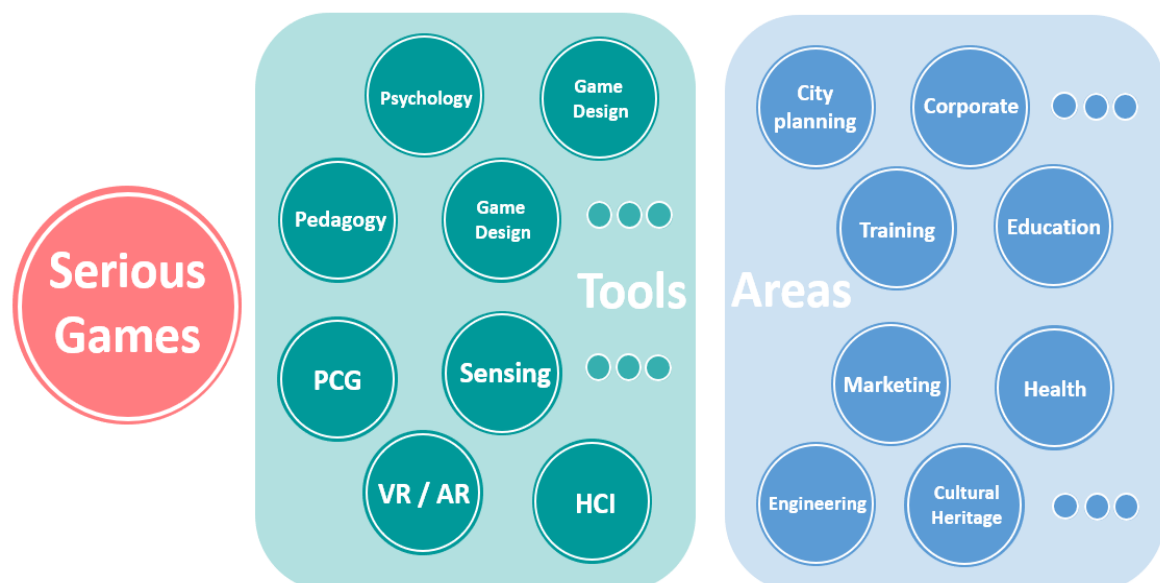 Serious
Games
Psychology
Game
Design
Pedagogy
Game
Design
Tools
PCG
Sensing
VR / AR
HCI
City
planning
Corporate
Training
Education
Areas
Marketing
Health
Engineering
Cultural
Heritage